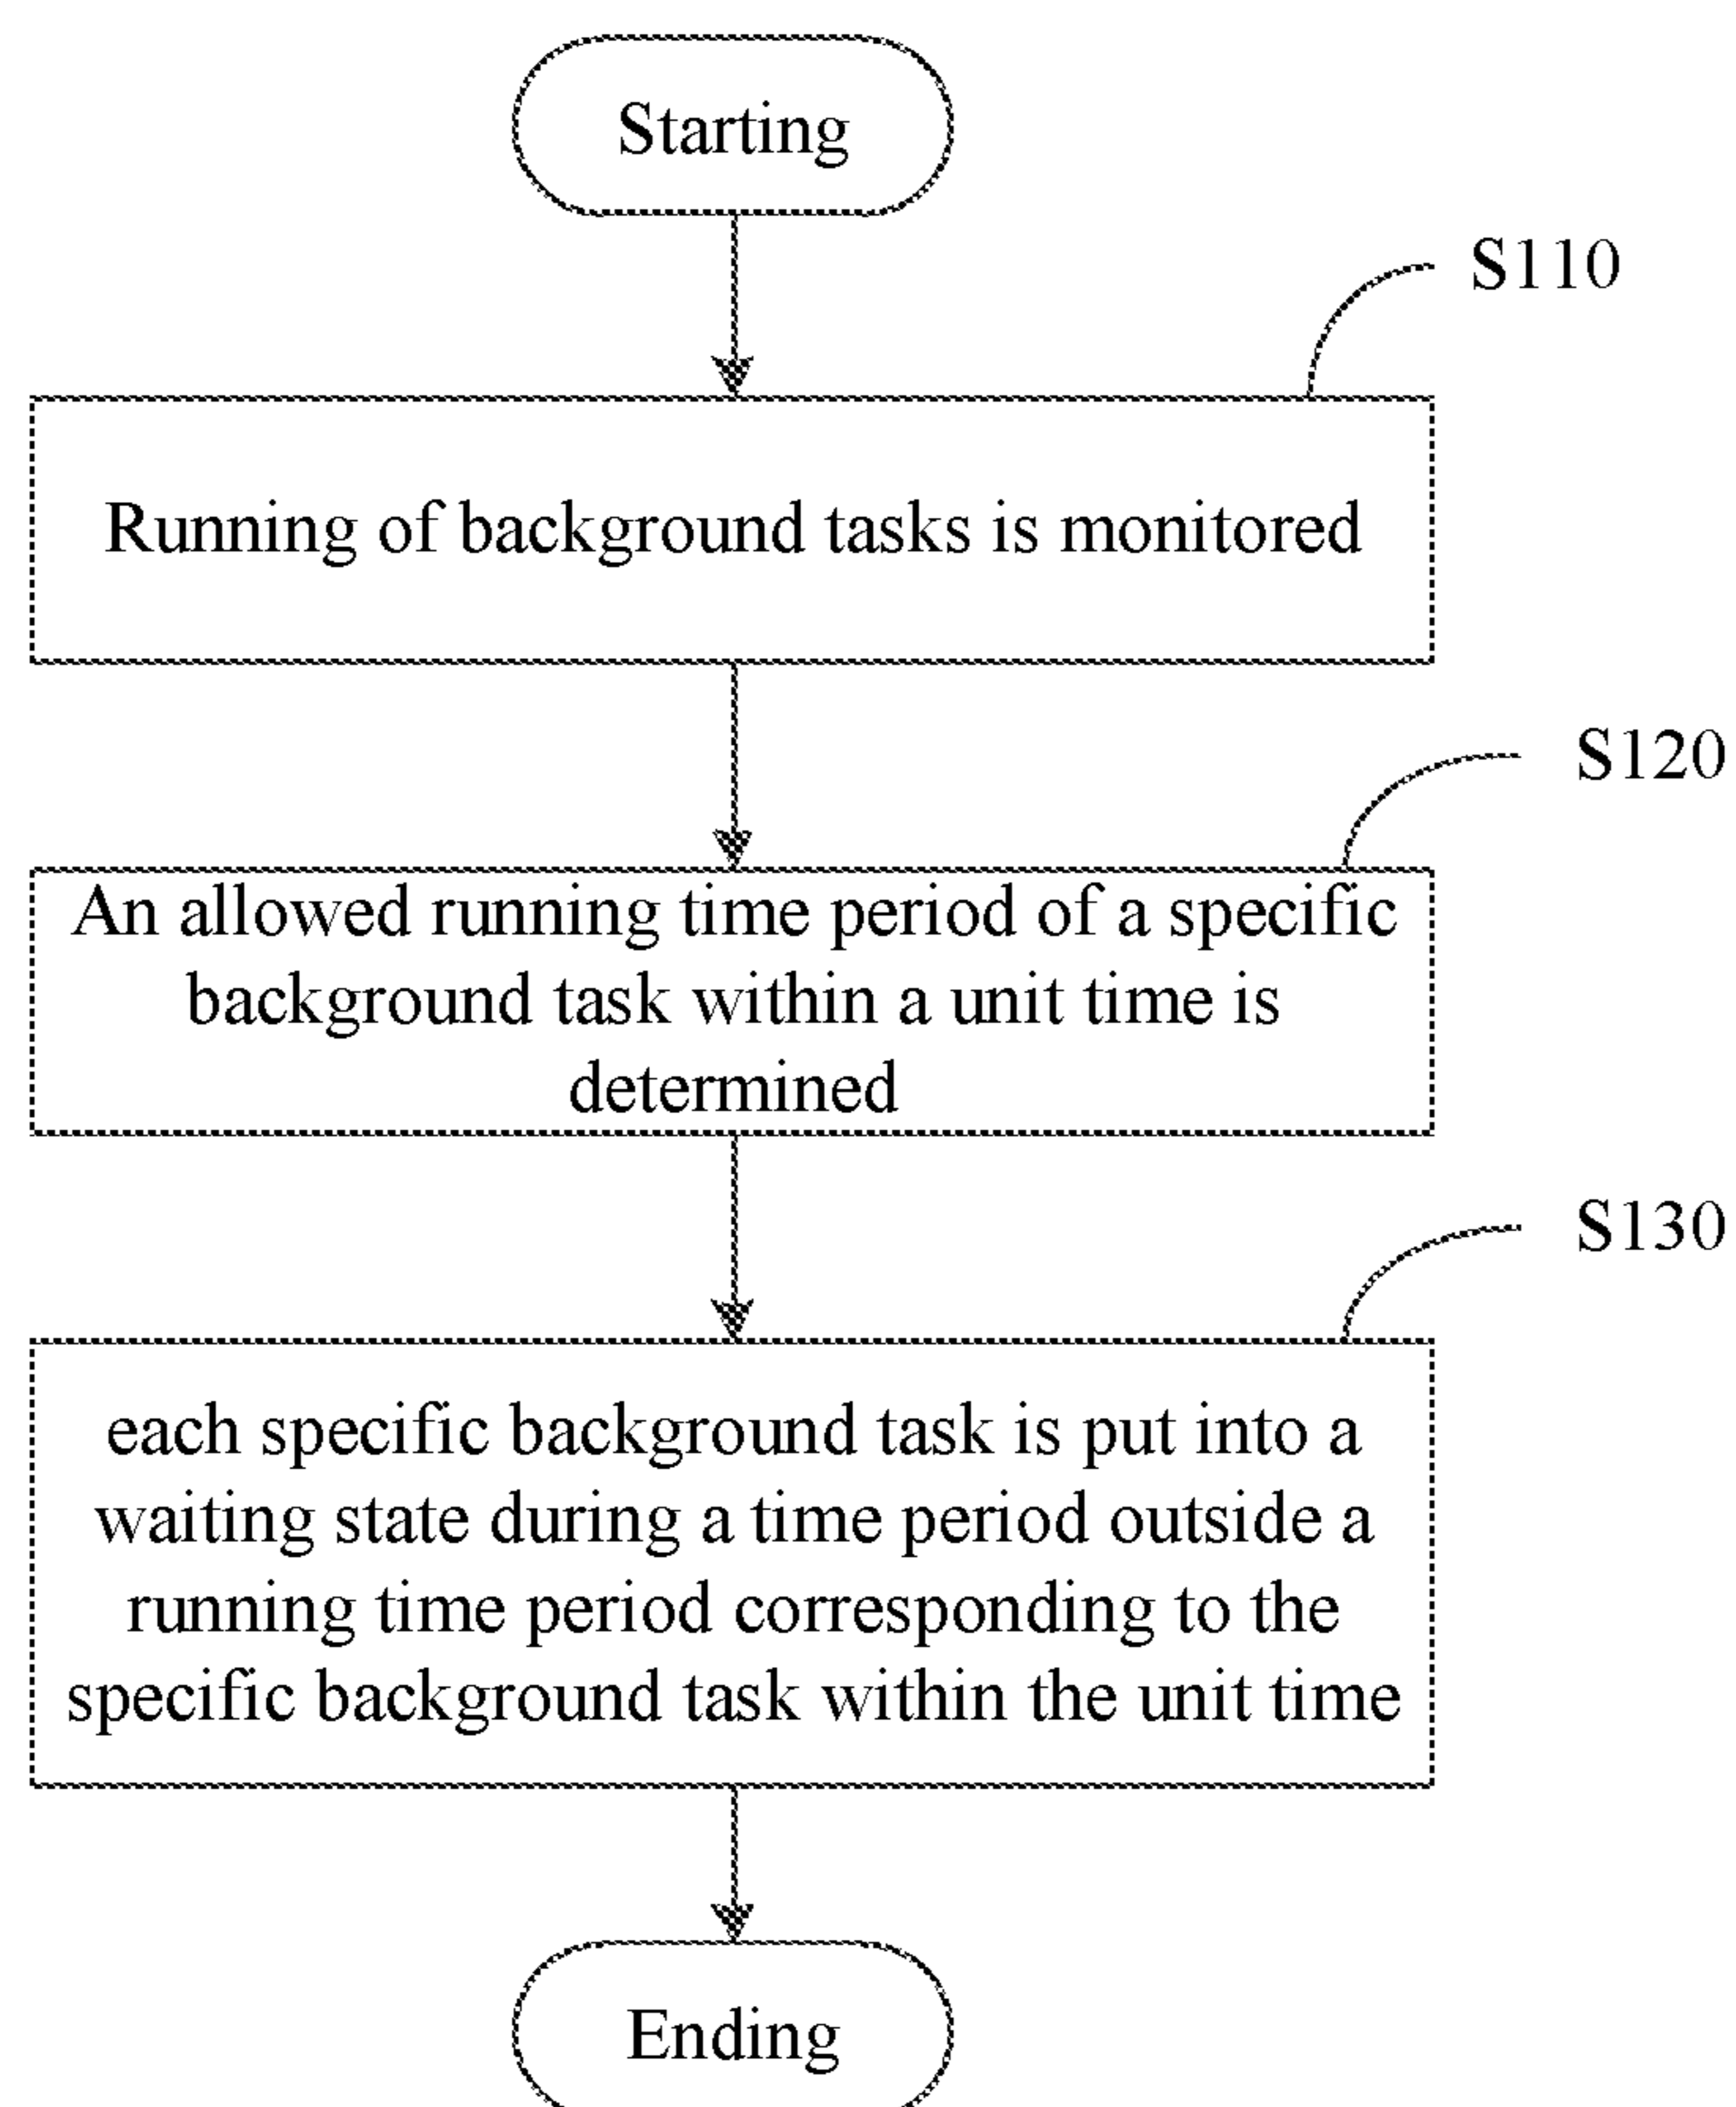 Starting
S110
Running of background tasks is monitored
S120
An allowed running time period of a specific
background task within a unit time is
determined
S130
each specific background task is put into a
waiting state during a time period outside a
running time period corresponding to the
specific background task within the unit time
Ending